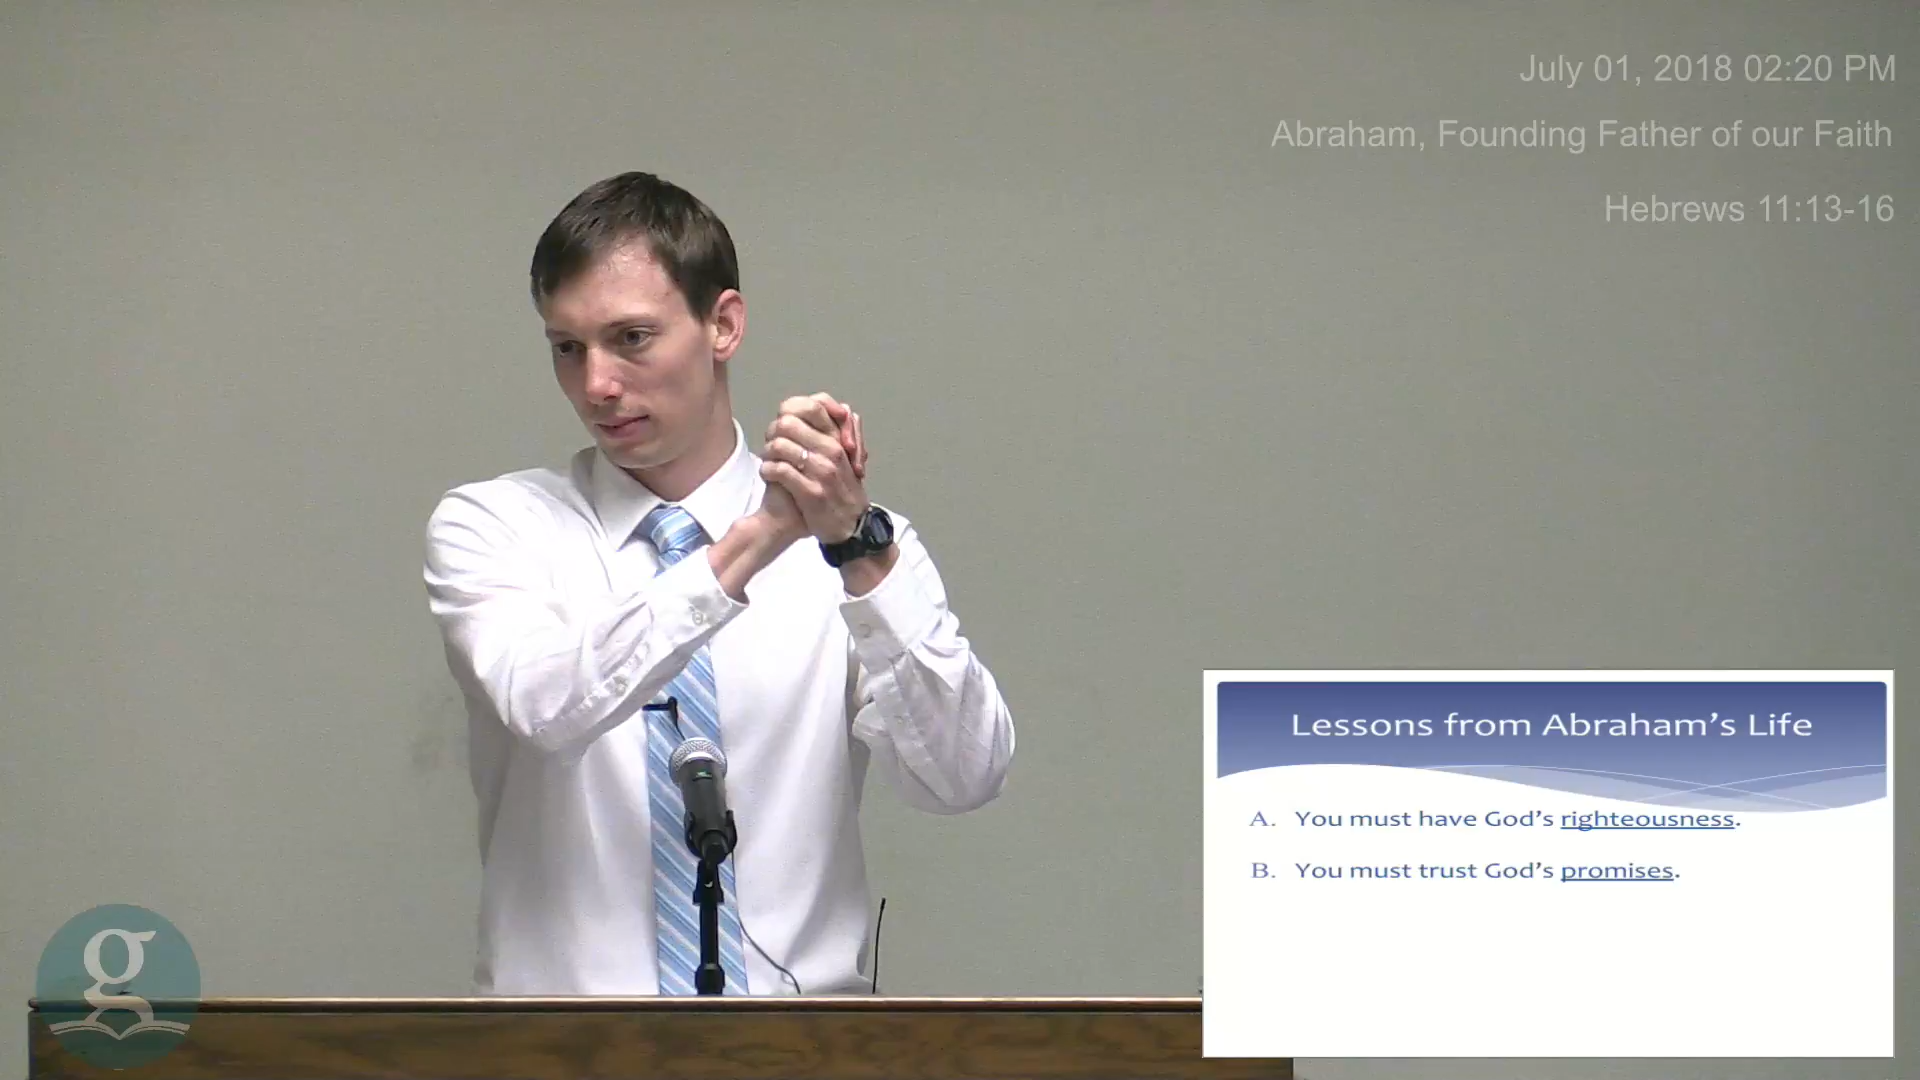 July 01, 2018 02:20 PM
Abraham, Founding Father of our Faith
Hebrews 11:13-16
Lessons from Abraham's Life
A. You must have God's righteousness.
B. You must trust God's promises.
g